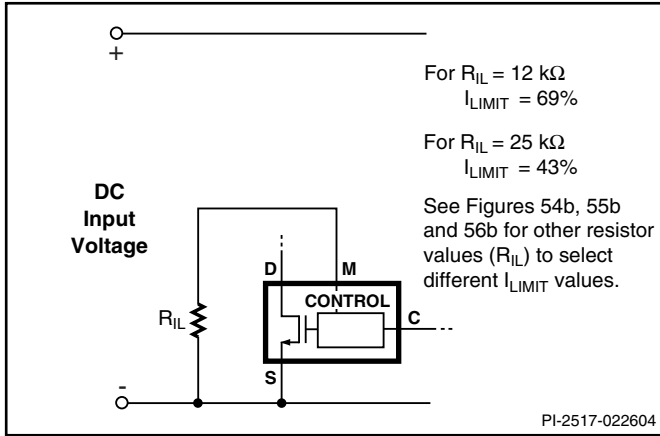 +
For R_IL = 12 kΩ
I_LIMIT = 69%
For R_IL = 25 kΩ
I_LIMIT = 43%
See Figures 54b, 55b
and 56b for other resistor
values (R_IL) to select
different I_LIMIT values.
DC
Input
Voltage
D
M
CONTROL
C
R_IL
S
-
PI-2517-022604